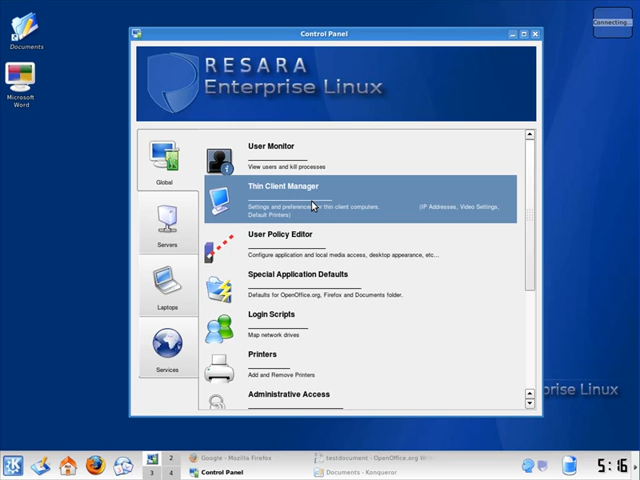 Control Panel
Connecting...
Documents
Microsoft
Word
RESARA
Enterprise Linux
Global
Servers
Laptops
Services
User Monitor
View users and kill processes
Thin Client Manager
Settings and preferences thin client computers. (IP Addresses, Video Settings,
Default Printers)
User Policy Editor
Configure application and local media access, desktop appearance, etc...
Special Application Defaults
Defaults for OpenOffice.org, Firefox and Documents folder.
Login Scripts
Map network drives
Printers
Add and Remove Printers
Administrative Access
prise Linux
2
3 4
Google - Mozilla Firefox
testdocument - OpenOffice.org
Control Panel
Documents - Konqueror
5:16